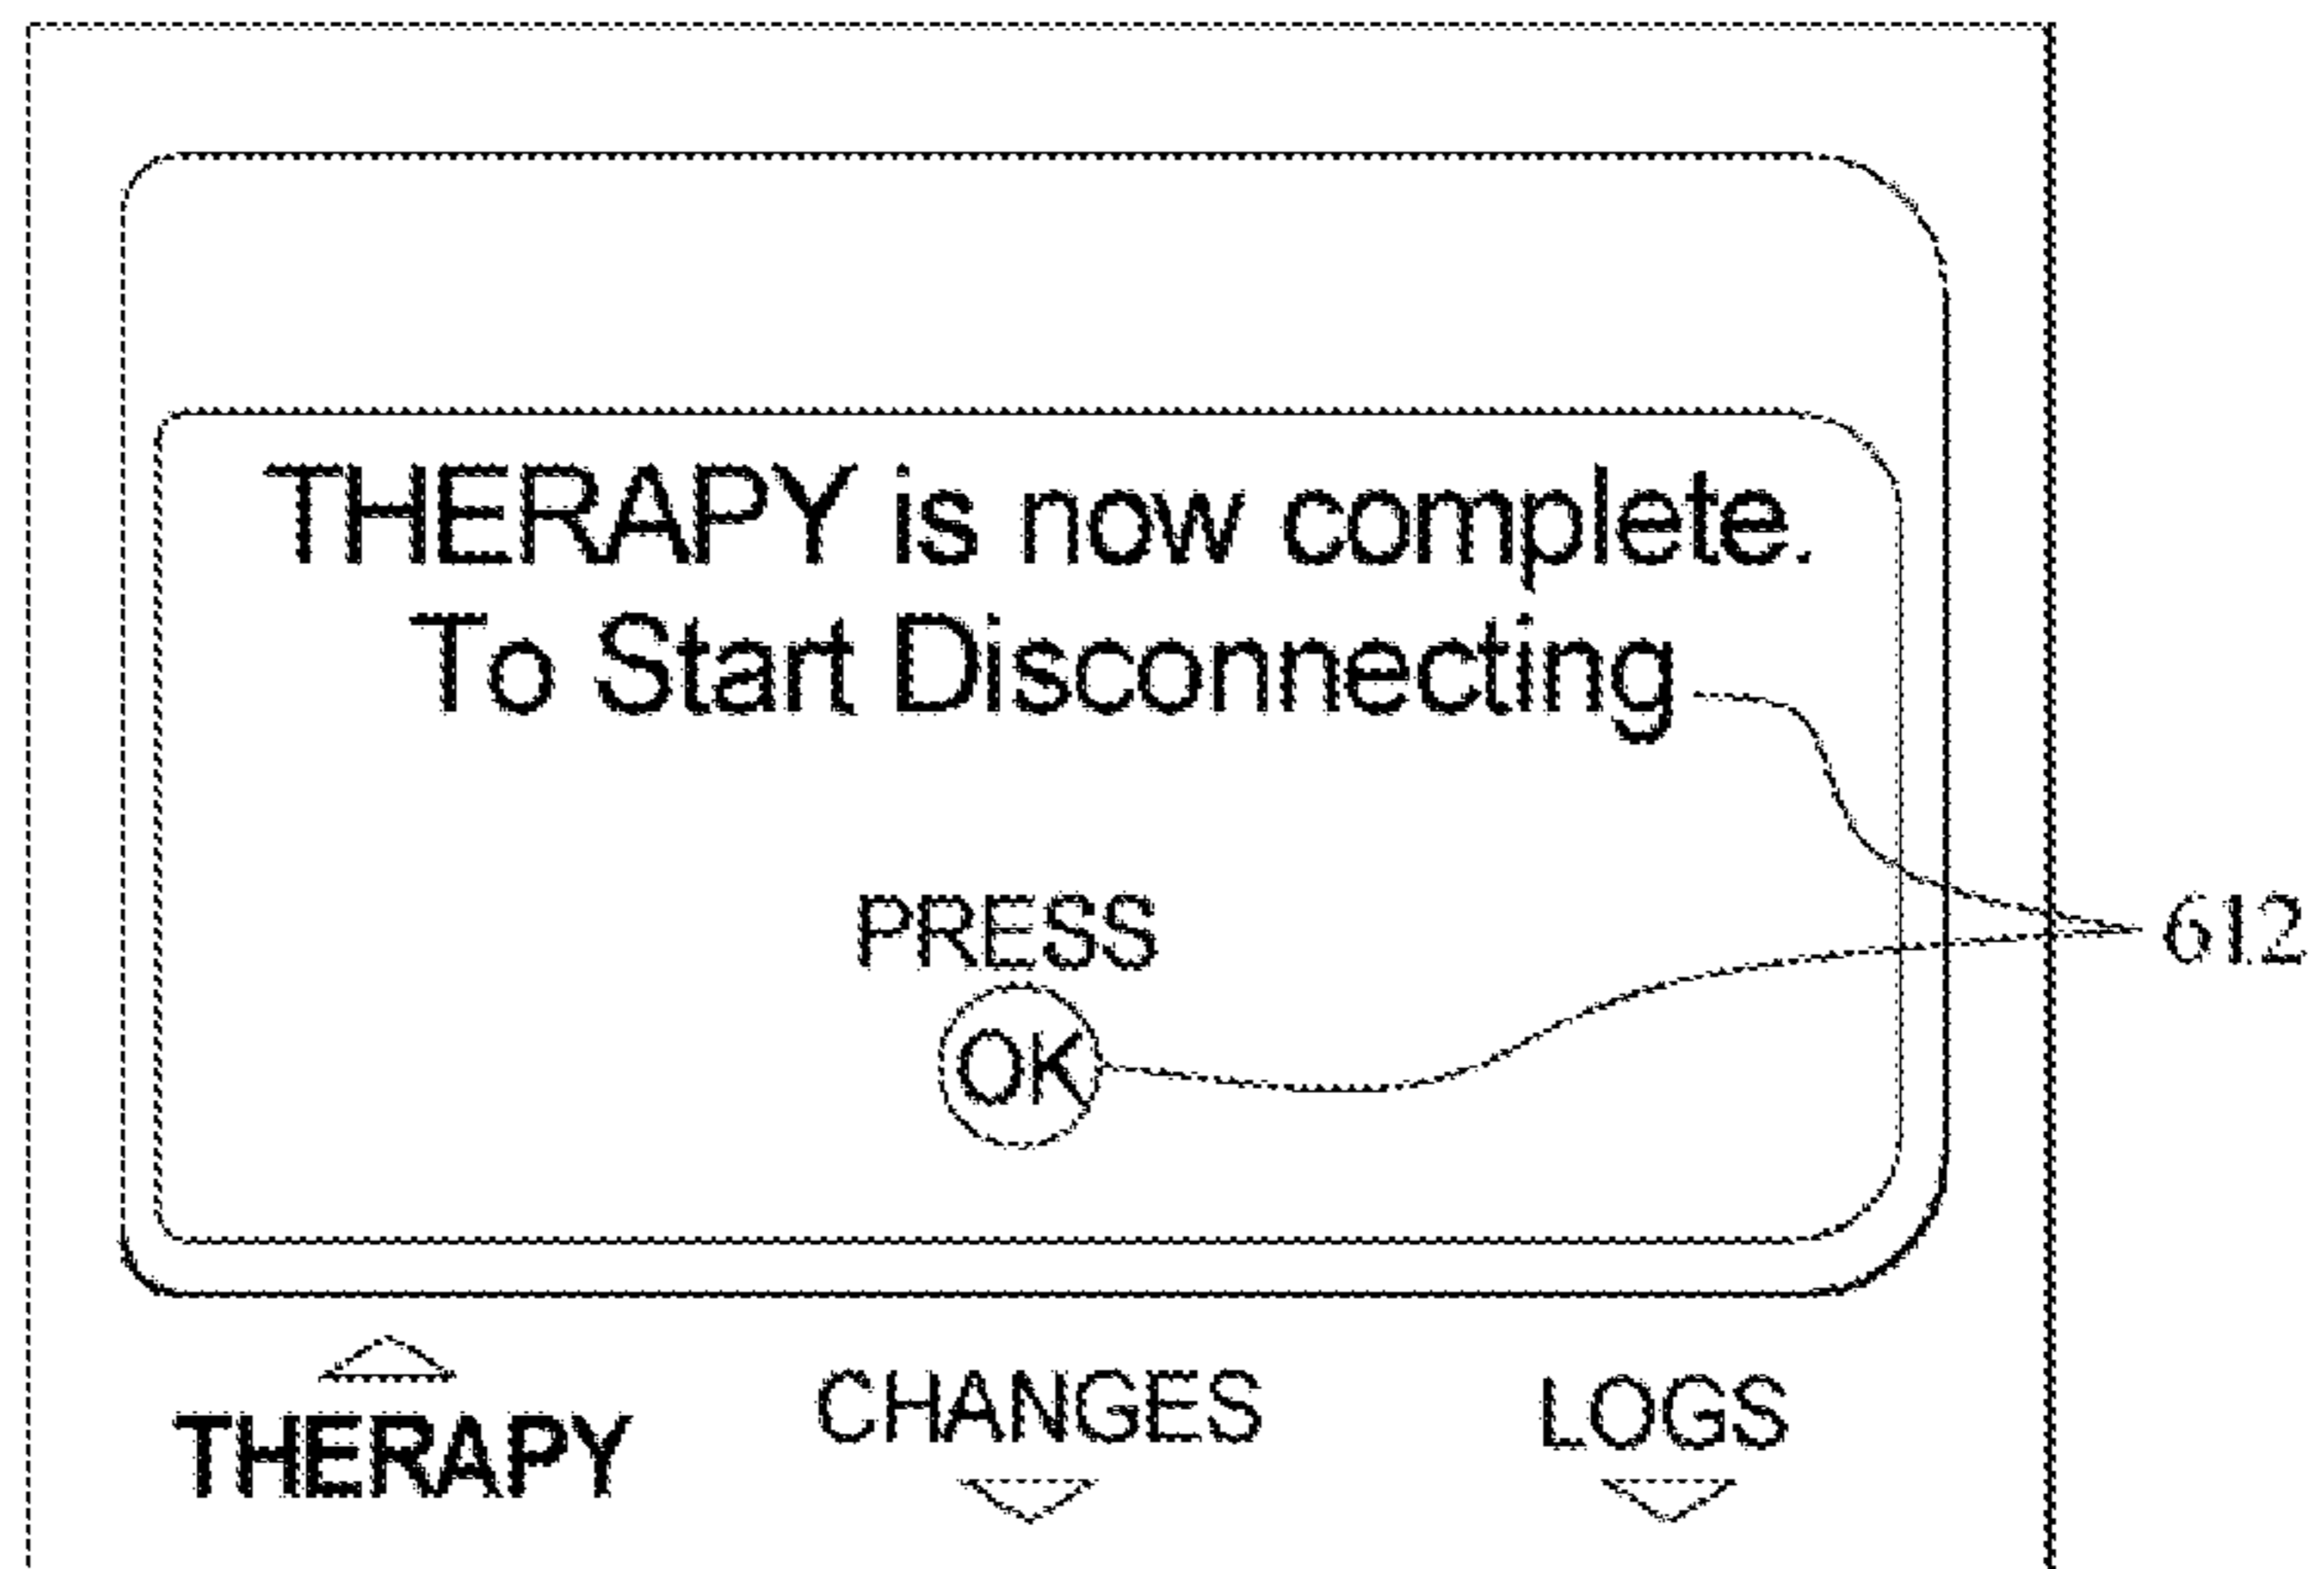 THERAPY is now complete.
To Start Disconnecting
PRESS
OK
612
THERAPY
CHANGES
LOGS